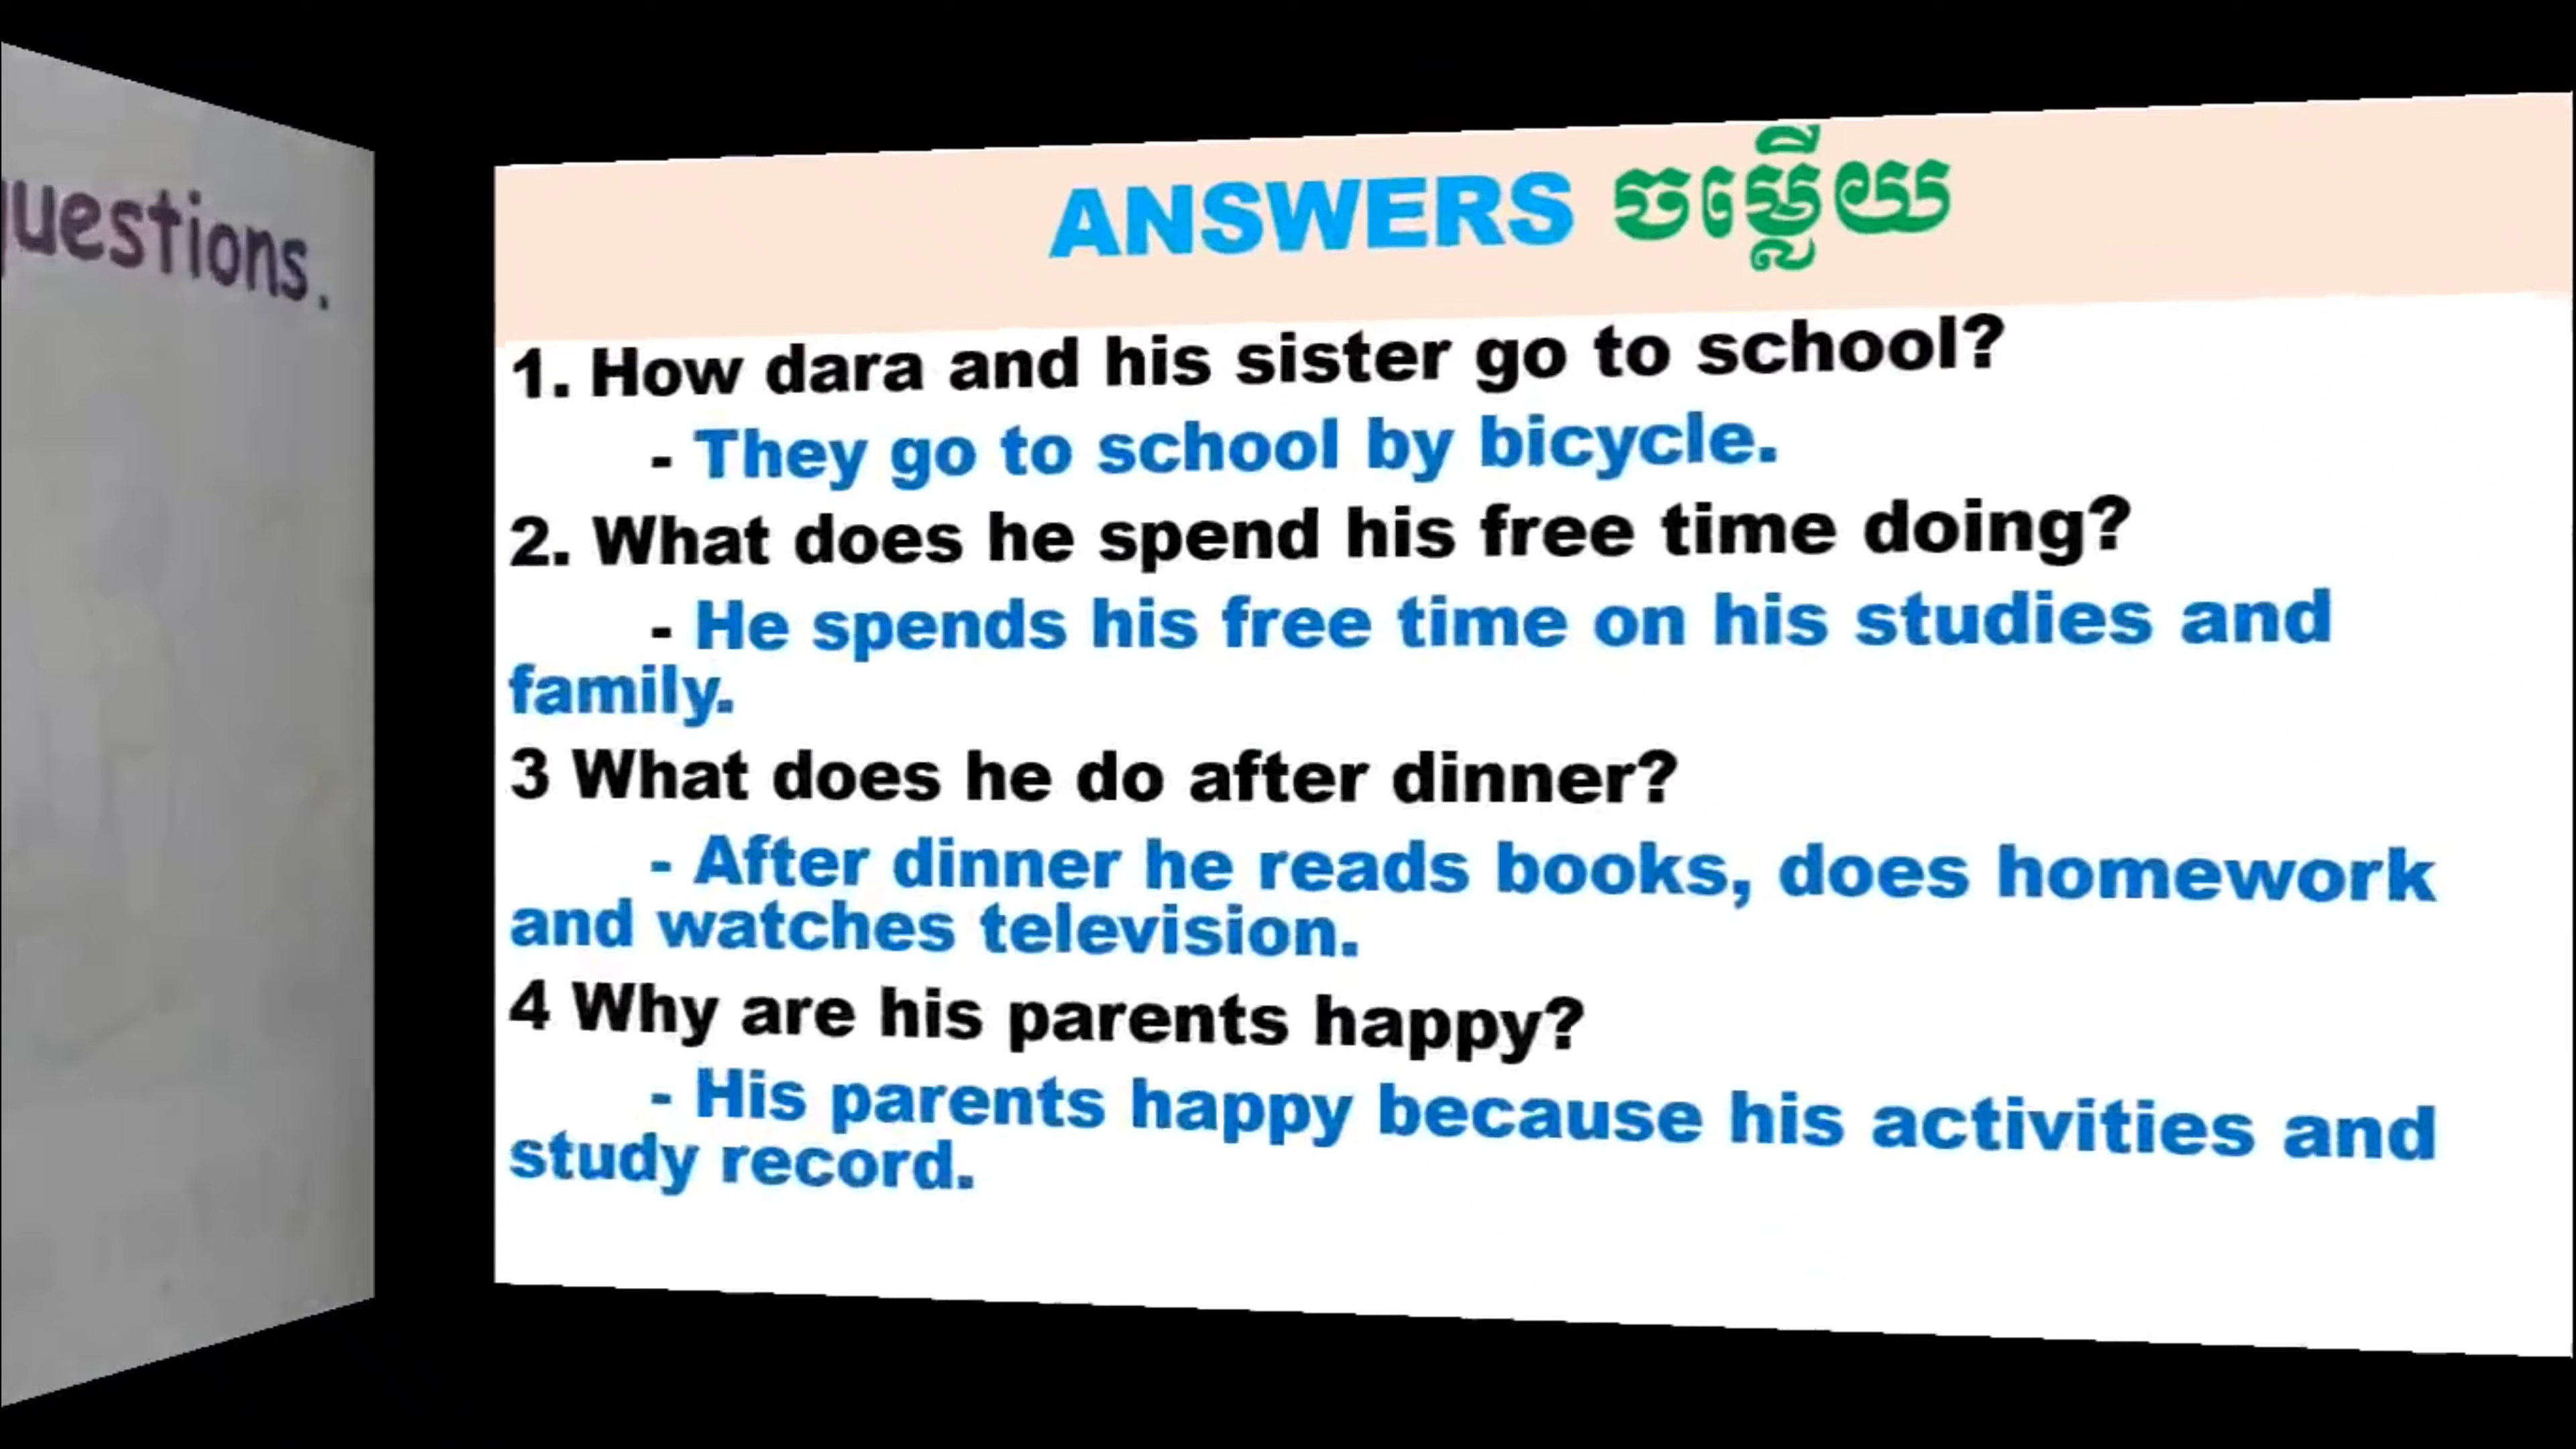 uestions.
ANSWERS ចម្លើយ
1. How dara and his sister go to school?
- They go to school by bicycle.
2. What does he spend his free time doing?
- He spends his free time on his studies and
family.
3 What does he do after dinner?
- After dinner he reads books, does homework
and watches television.
4 Why are his parents happy?
- His parents happy because his activities and
study record.